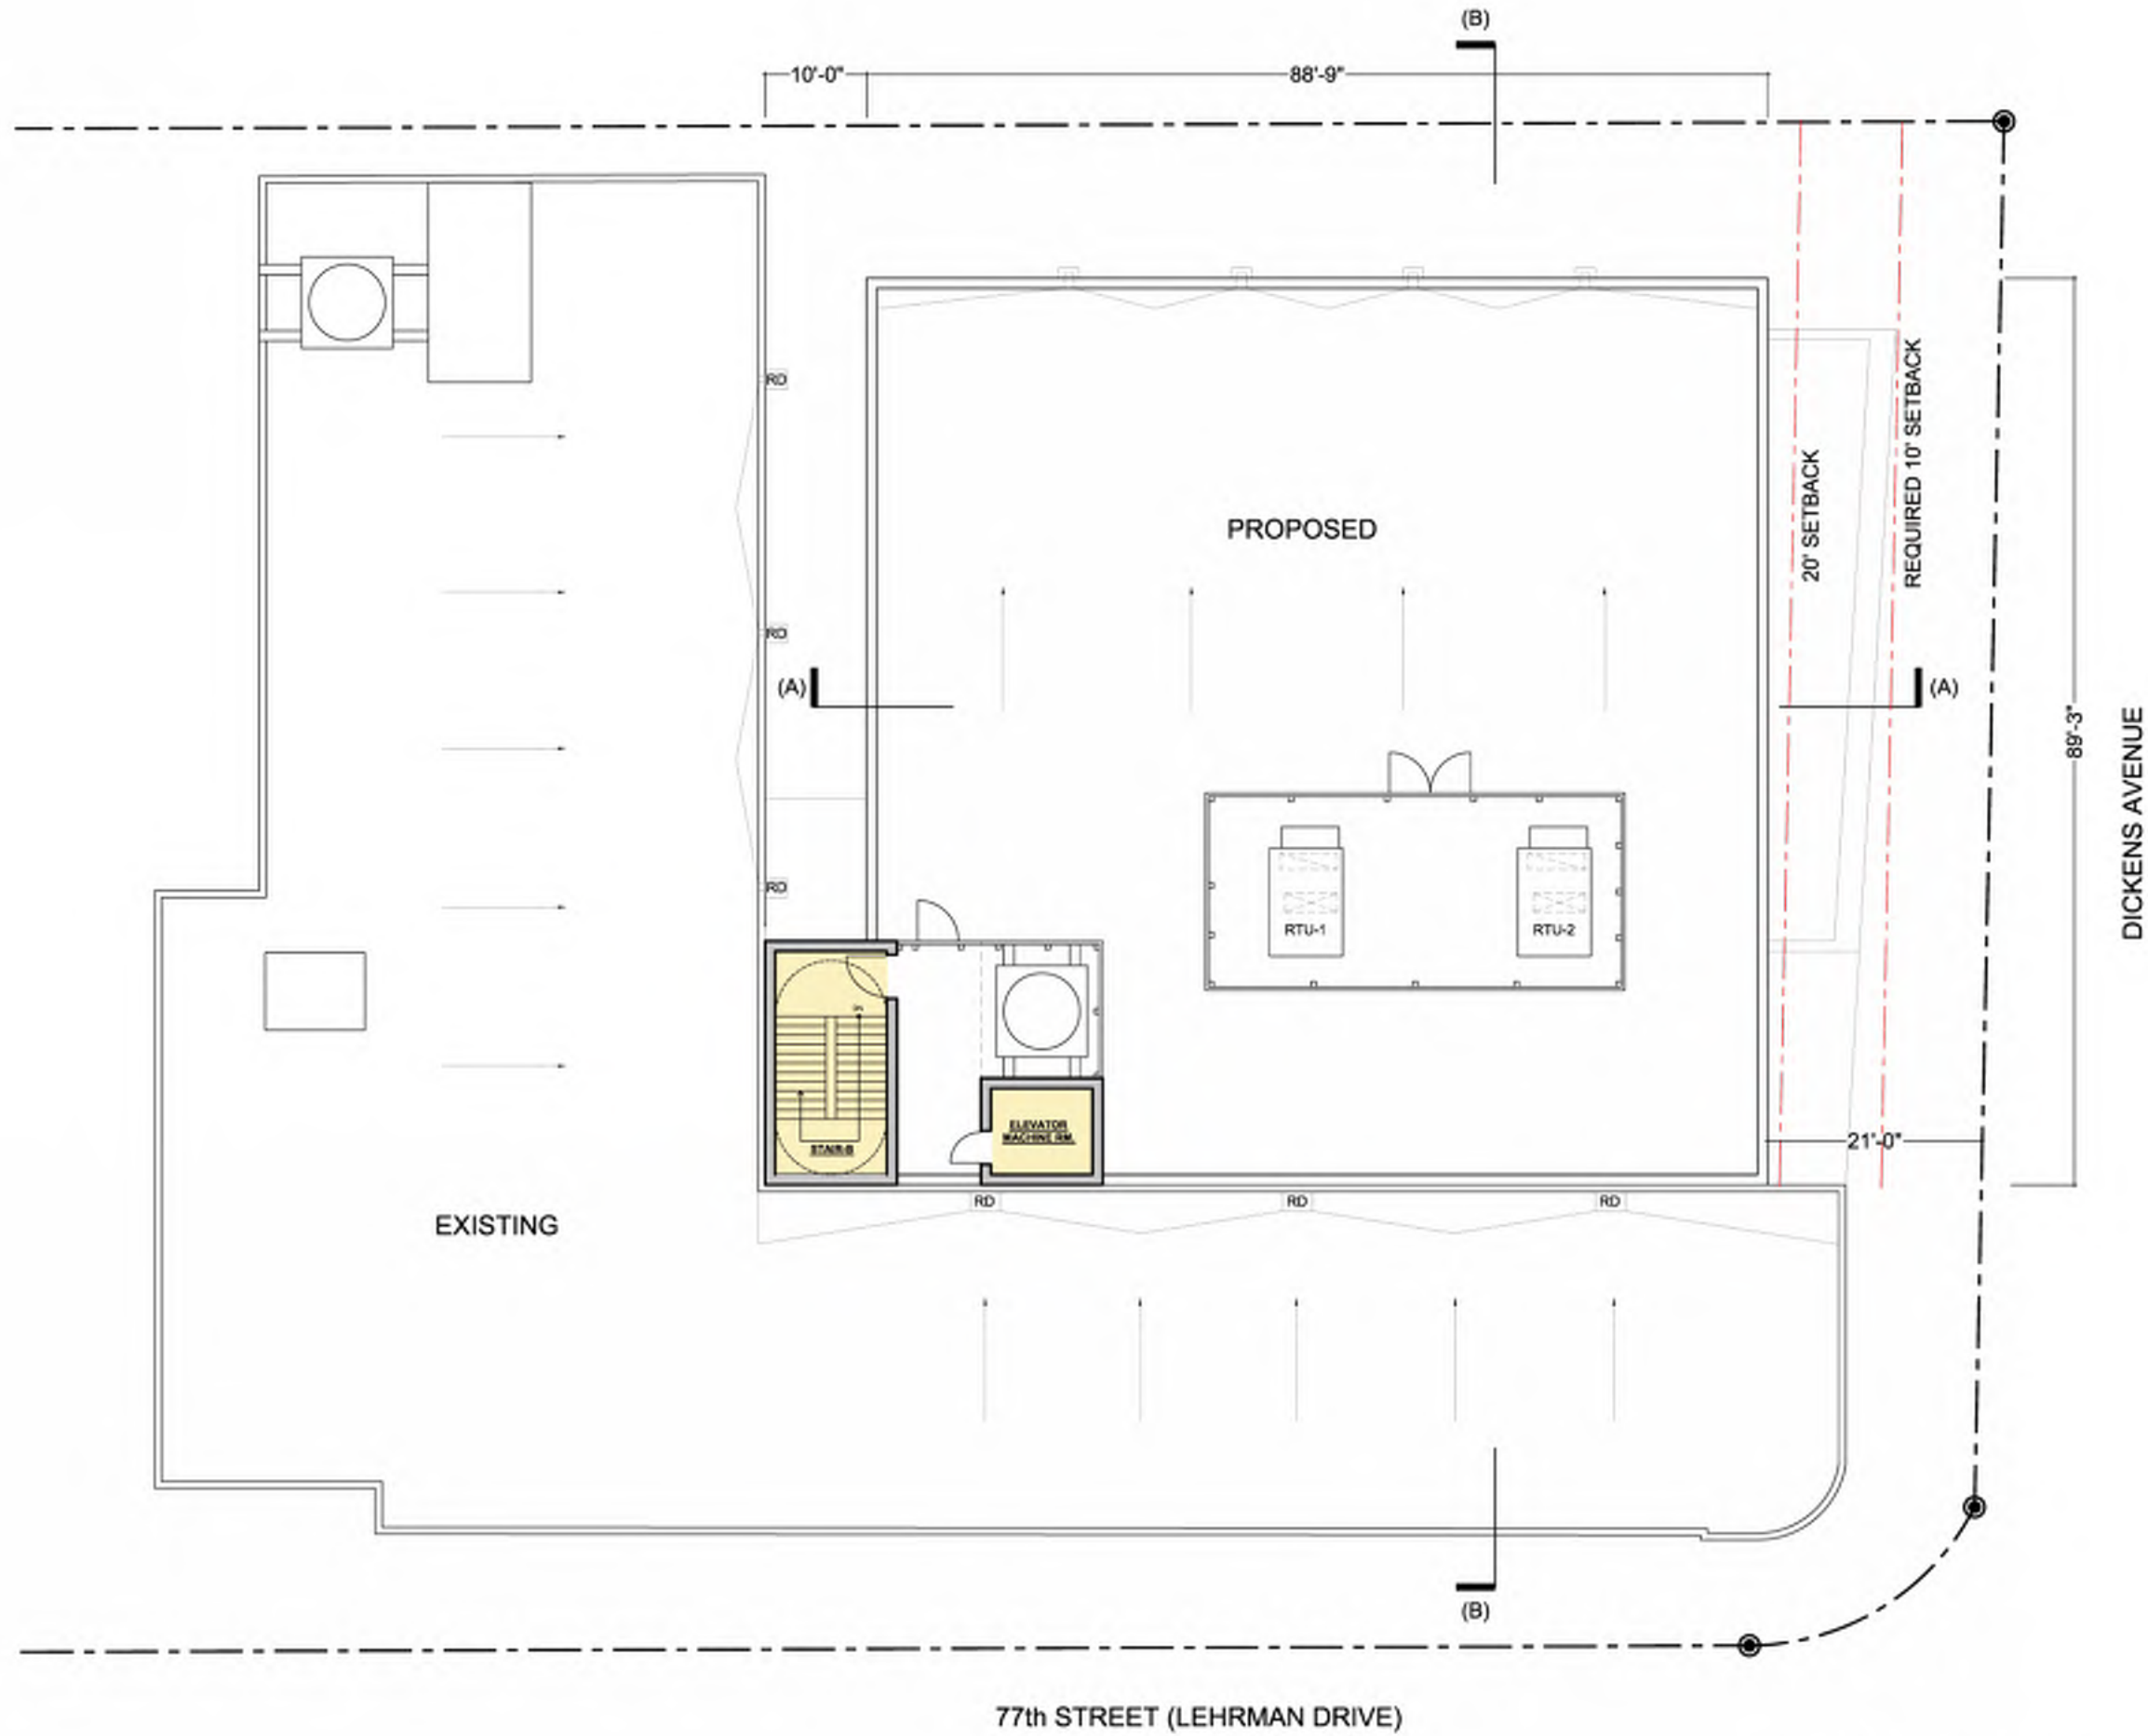 (B)
10'-0"
88'-9"
RD
REQUIRED 10' SETBACK
20' SETBACK
PROPOSED
RD
(A)
(A)
89'-3"
DICKENS AVENUE
RD
RTU-1
RTU-2
ELEVATOR
MACHINE RM.
STAIR-B
21'-0"
RD
RD
RD
EXISTING
(B)
77th STREET (LEHRMAN DRIVE)